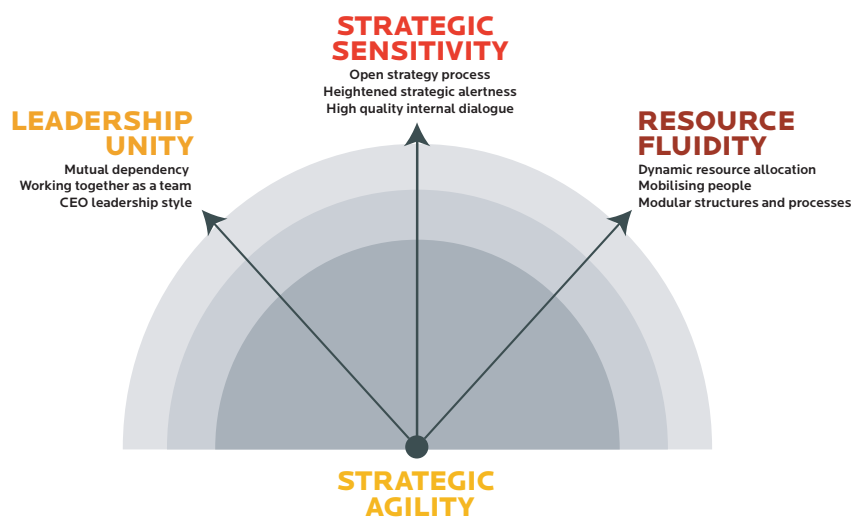 STRATEGIC
SENSITIVITY
Open strategy process
Heightened strategic alertness
High quality internal dialogue
LEADERSHIP
UNITY
Mutual dependency
Working together as a team
CEO leadership style
RESOURCE
FLUIDITY
Dynamic resource allocation
Mobilising people
Modular structures and processes
STRATEGIC
AGILITY